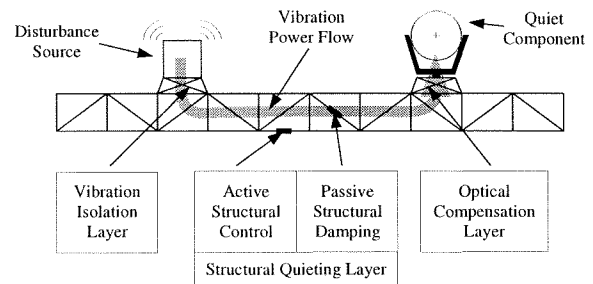 Disturbance
Source
Vibration
Power Flow
Quiet
Component
Vibration
Isolation
Layer
Active
Structural
Control
Passive
Structural
Damping
Optical
Compensation
Layer
Structural Quieting Layer